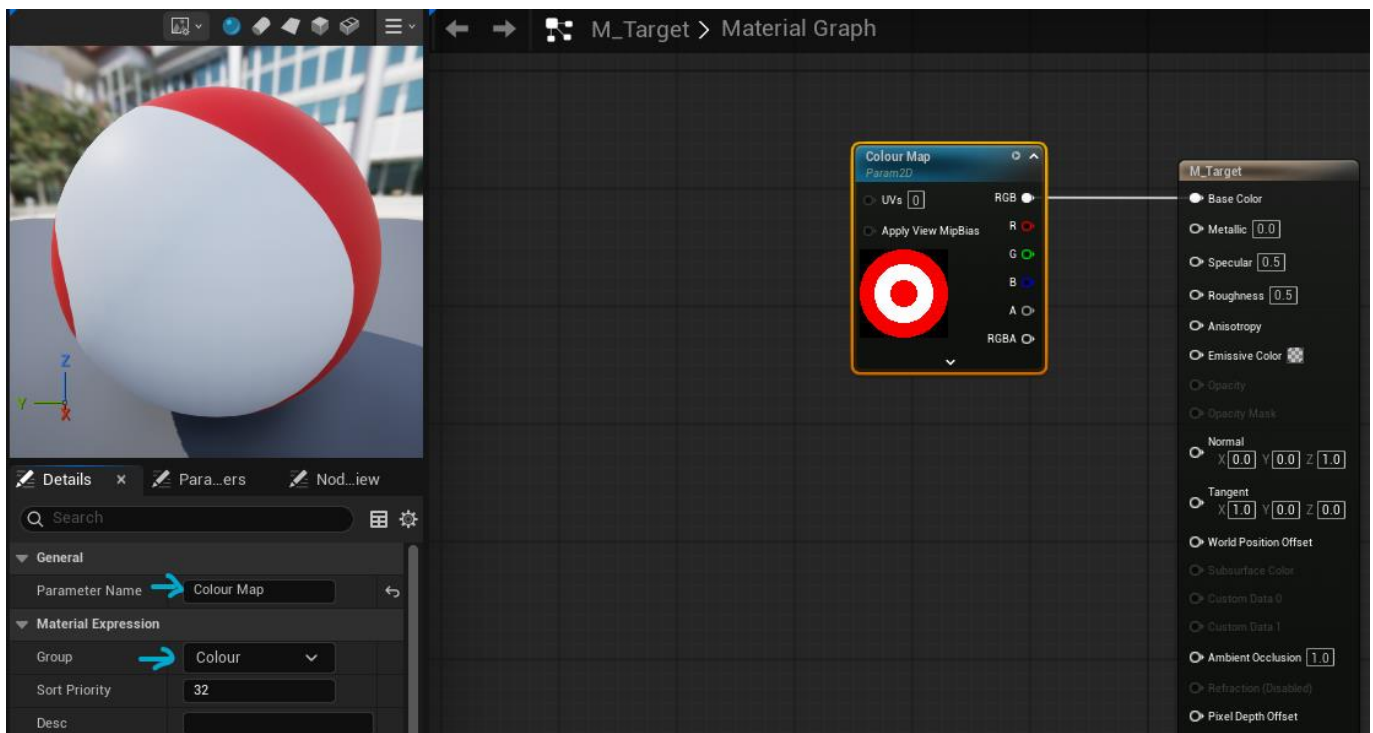 M_Target > Material Graph
Z
Y
X
Details × Para...ers Nod...iew
Search
General
Parameter Name Colour Map
Material Expression
Group Colour
Sort Priority 32
Desc
Colour Map
Param2D
UVs 0 RGB
Apply View MipBias R
G
B
A
RGBA
M_Target
Base Color
Metallic 0.0
Specular 0.5
Roughness 0.5
Anisotropy
Emissive Color
Opacity
Opacity Mask
Normal
X 0.0 Y 0.0 Z 1.0
Tangent
X 1.0 Y 0.0 Z 0.0
World Position Offset
Subsurface Color
Custom Data 0
Custom Data 1
Ambient Occlusion 1.0
Refraction (Disabled)
Pixel Depth Offset